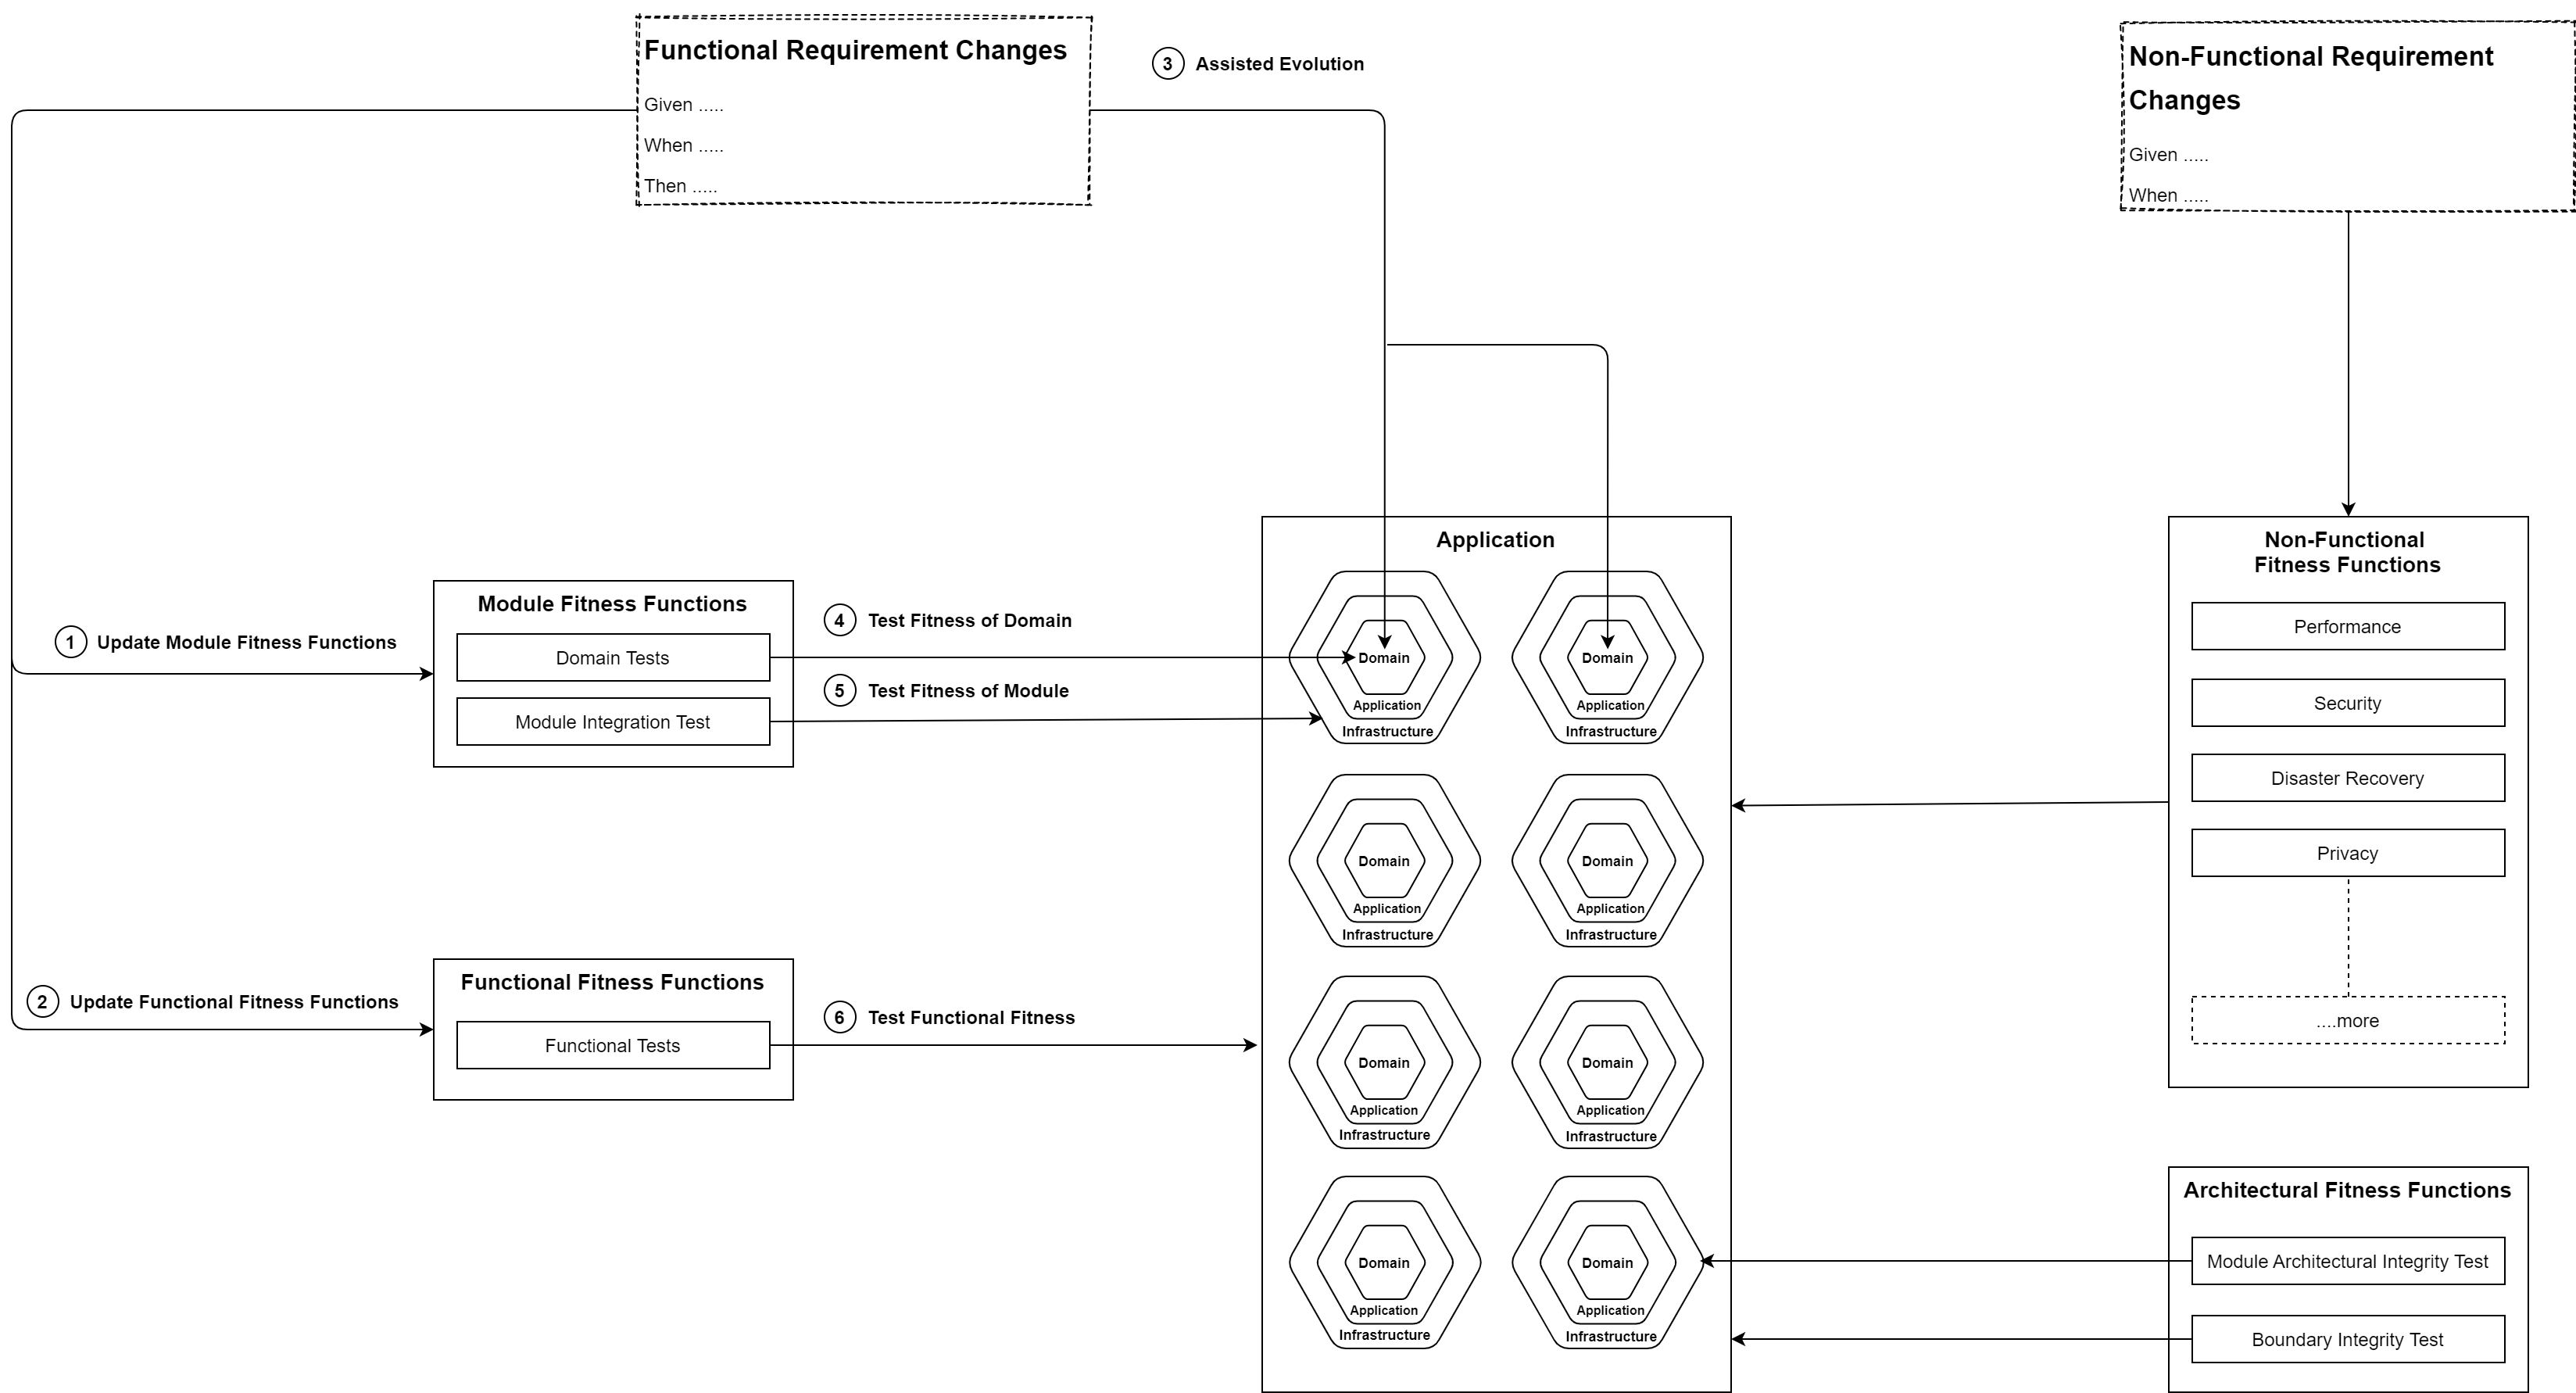 Functional Requirement Changes
Given .....
When .....
Then .....
3 Assisted Evolution
Non-Functional Requirement
Changes
Given .....
When .....
1 Update Module Fitness Functions
Module Fitness Functions
Domain Tests
Module Integration Test
4 Test Fitness of Domain
5 Test Fitness of Module
2 Update Functional Fitness Functions
Functional Fitness Functions
Functional Tests
6 Test Functional Fitness
Application
Domain
Application
Infrastructure
Domain
Application
Infrastructure
Domain
Application
Infrastructure
Domain
Application
Infrastructure
Domain
Application
Infrastructure
Domain
Application
Infrastructure
Domain
Application
Infrastructure
Domain
Application
Infrastructure
Non-Functional
Fitness Functions
Performance
Security
Disaster Recovery
Privacy
....more
Architectural Fitness Functions
Module Architectural Integrity Test
Boundary Integrity Test